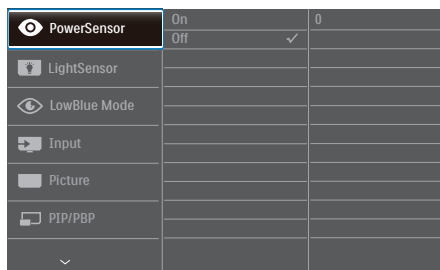 PowerSensor
On
0
Off
LightSensor
LowBlue Mode
Input
Picture
PIP/PBP